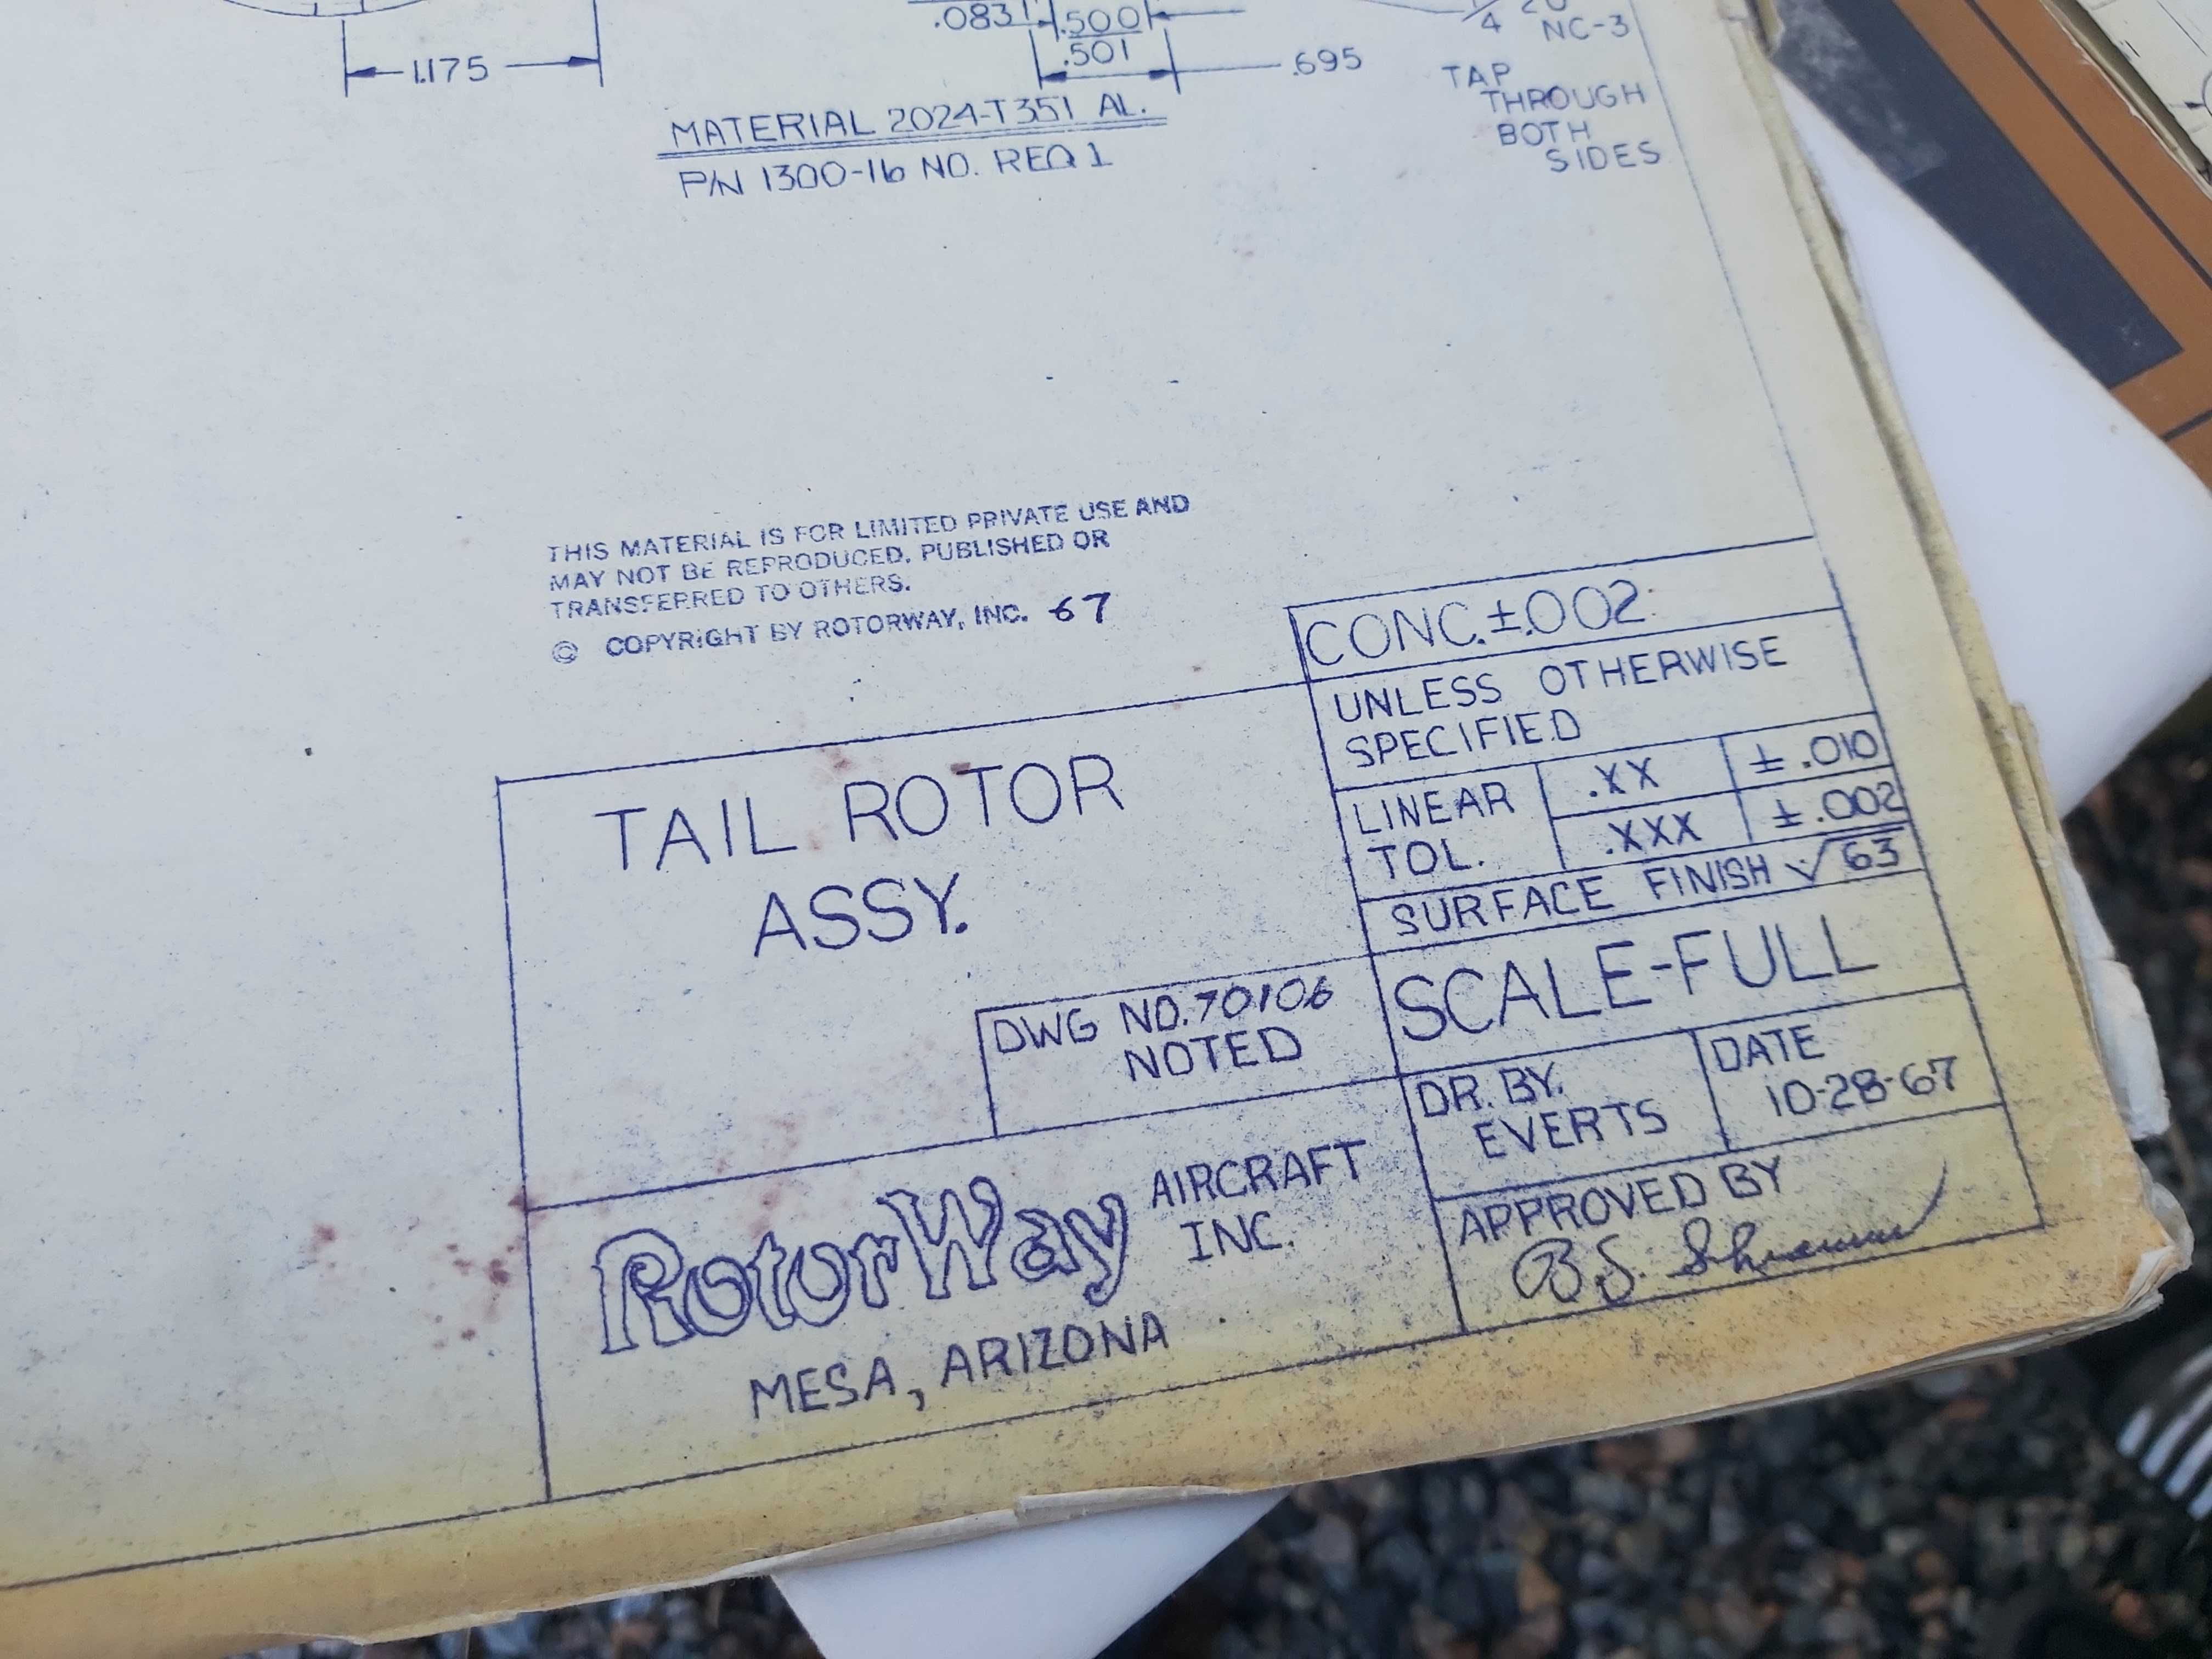 .083
.500
.501
1.175
.695
1/4 20
NC-3
TAP
THROUGH
BOTH
SIDES
MATERIAL 2024-T351 AL.
P/N 1300-16 NO. REQ 1
THIS MATERIAL IS FOR LIMITED PRIVATE USE AND
MAY NOT BE REPRODUCED, PUBLISHED OR
TRANSFERRED TO OTHERS.
© COPYRIGHT BY ROTORWAY, INC. 67
CONC. ±.002
UNLESS OTHERWISE
SPECIFIED
LINEAR
TOL.
.XX ± .010
.XXX ± .002
SURFACE FINISH √63
TAIL ROTOR
ASSY.
DWG NO. 70106
NOTED
SCALE-FULL
DR. BY.
EVERTS
DATE
10-28-67
RotorWay AIRCRAFT
INC.
MESA, ARIZONA
APPROVED BY